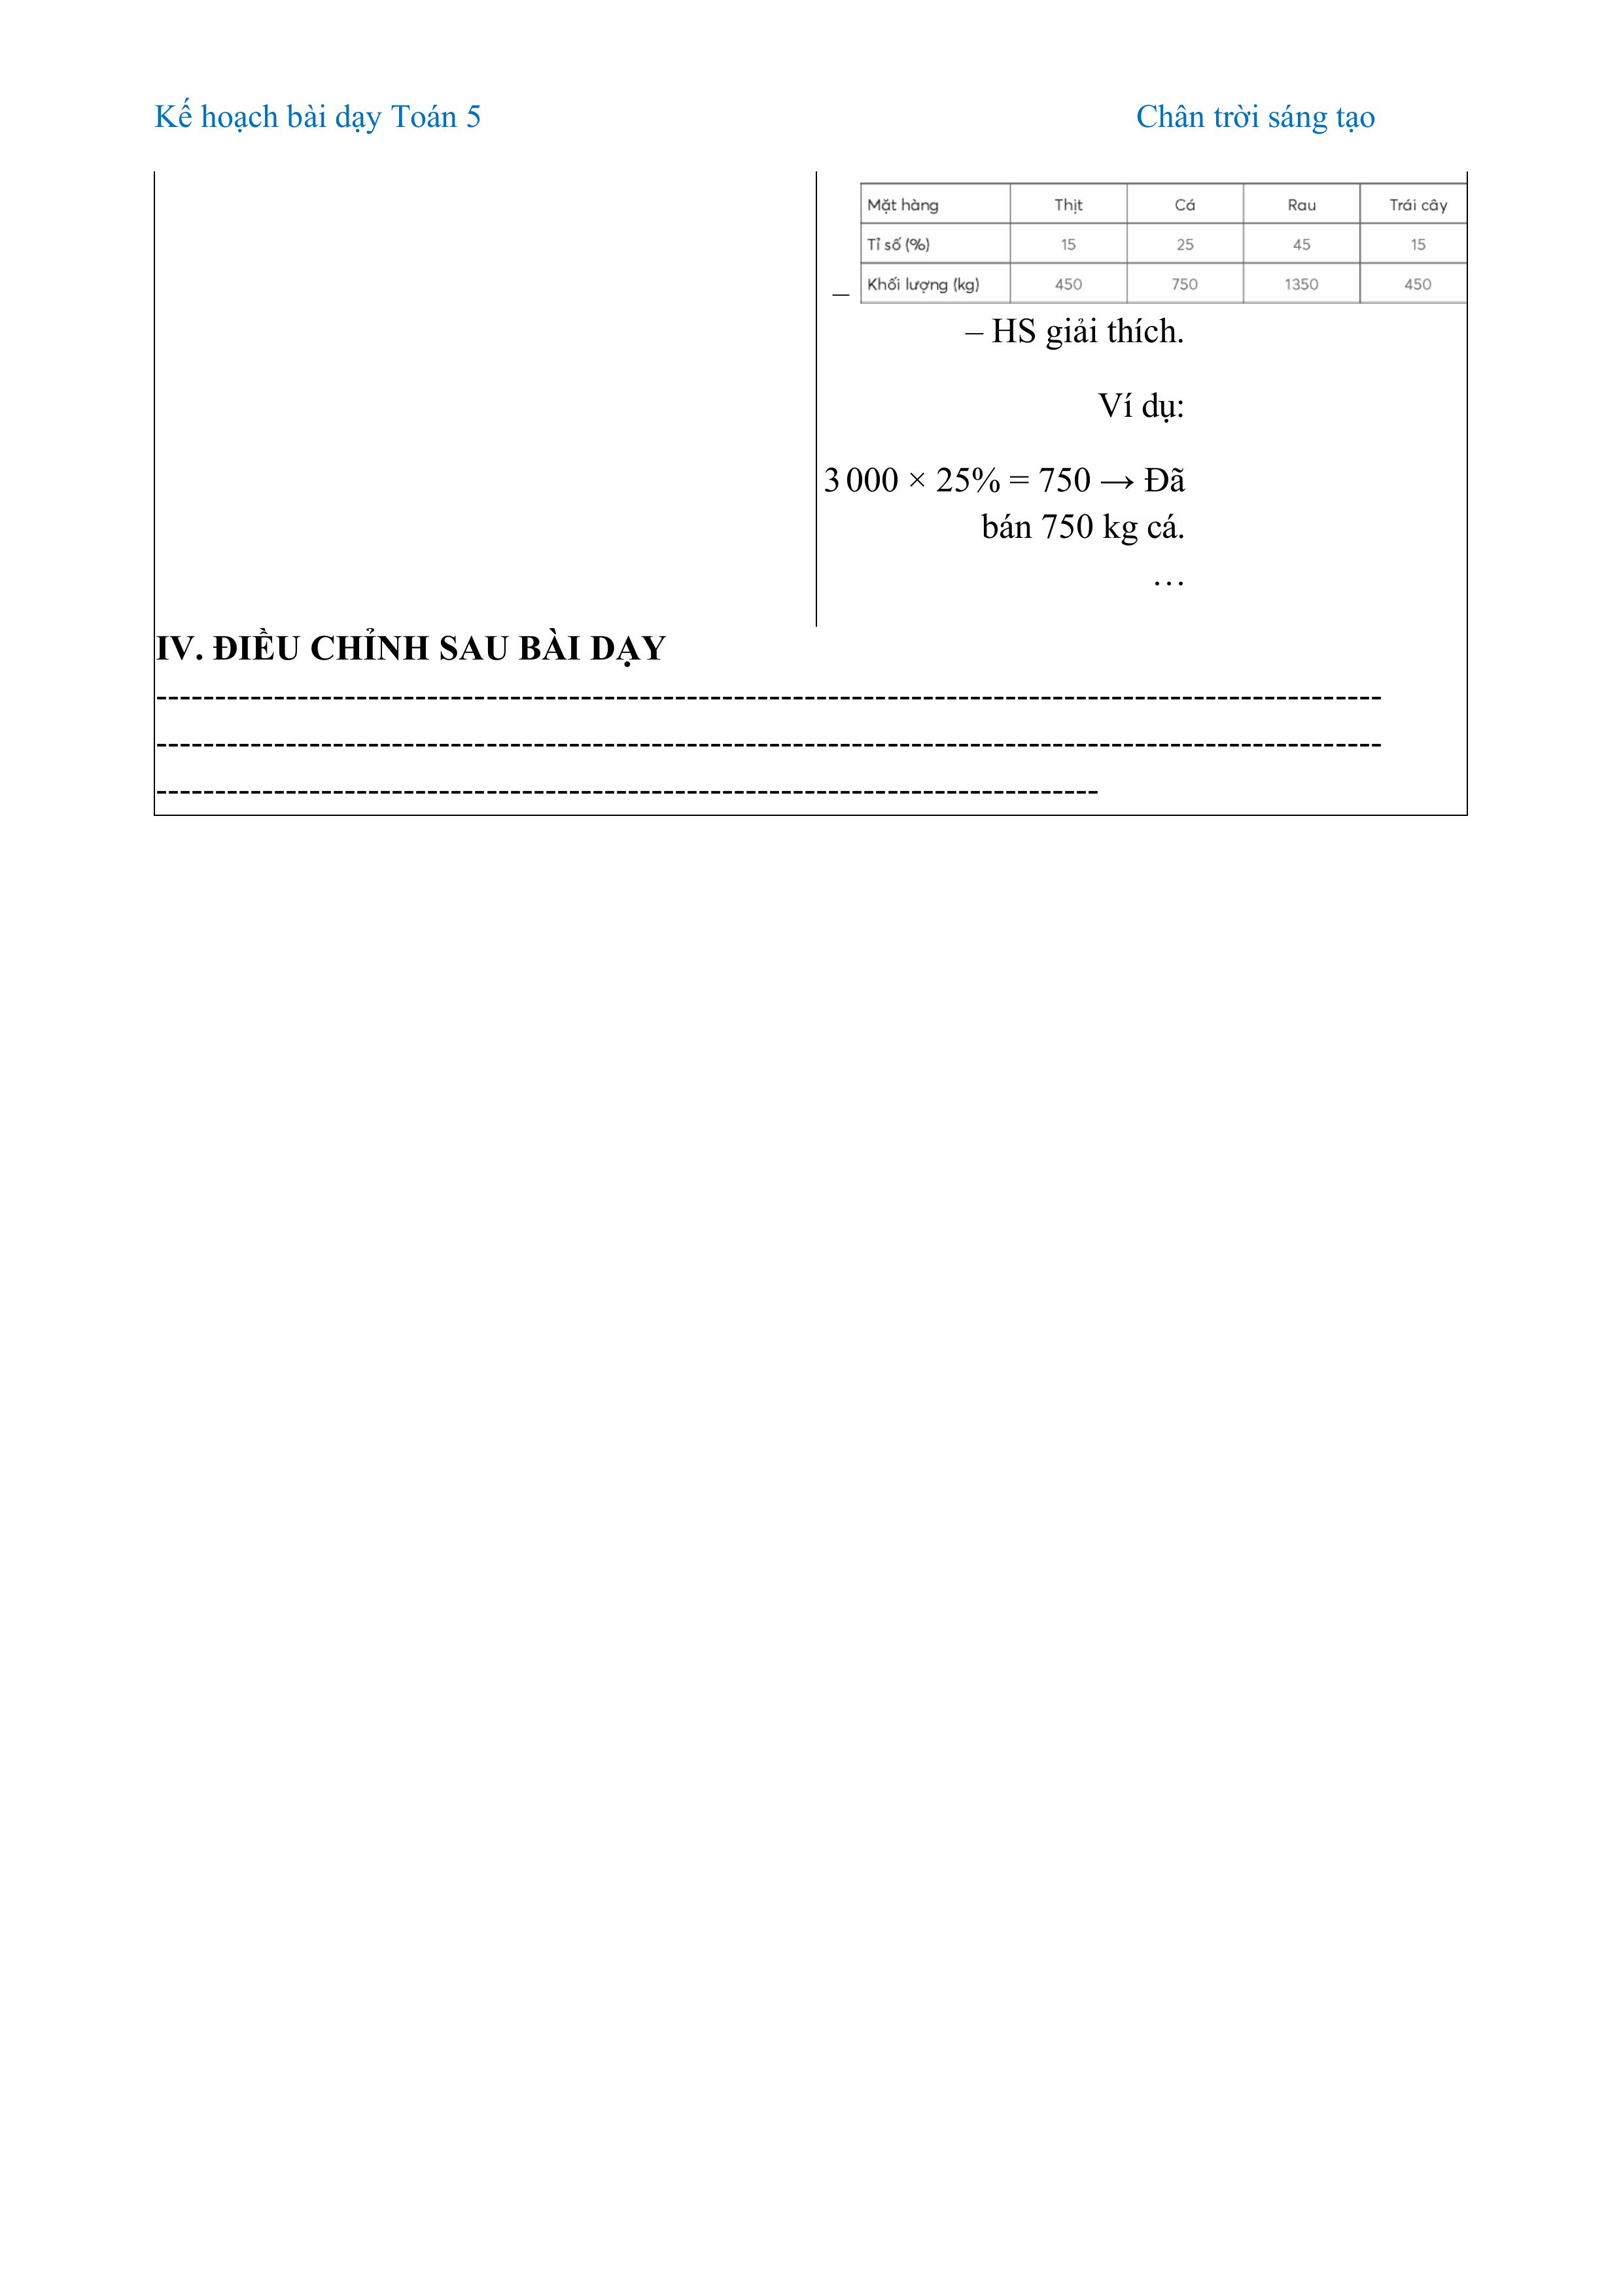 Kế hoạch bài dạy Toán 5 Chân trời sáng tạo
Mặt hàng Thịt Cá Rau Trái cây
Tỉ số (%) 15 25 45 15
– Khối lượng (kg) 450 750 1350 450
– HS giải thích.
Ví dụ:
3 000 × 25% = 750 → Đã
bán 750 kg cá.
…
IV. ĐIỀU CHỈNH SAU BÀI DẠY
--------------------------------------------------------------------------------------------------------
--------------------------------------------------------------------------------------------------------
--------------------------------------------------------------------------------